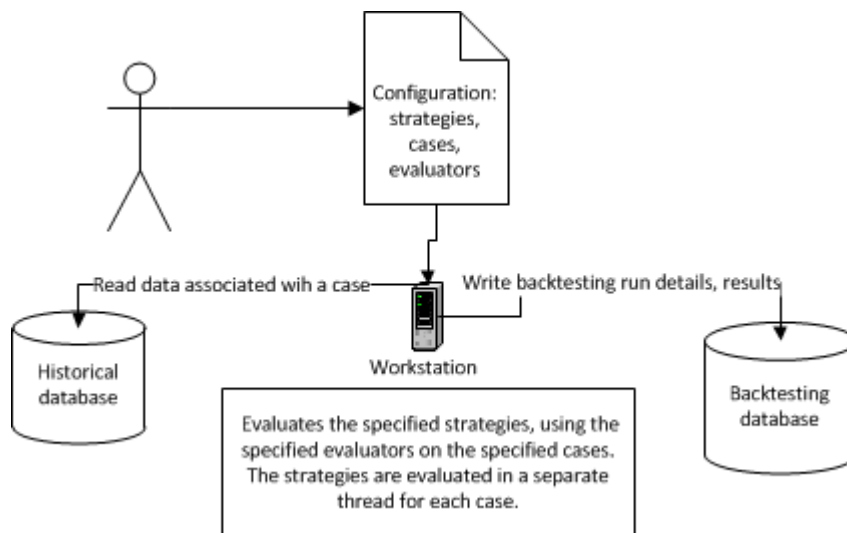 Configuration:
strategies,
cases,
evaluators
Read data associated wih a case
Write backtesting run details, results
Historical
database
Workstation
Backtesting
database
Evaluates the specified strategies, using the
specified evaluators on the specified cases.
The strategies are evaluated in a separate
thread for each case.